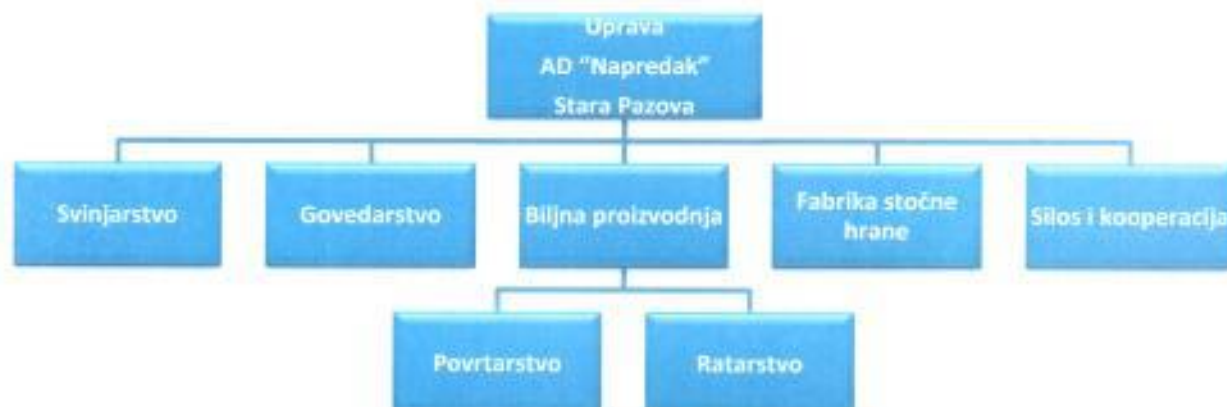 Uprava
AD "Napredak"
Stara Pazova
Svinjarstvo
Govedarstvo
Biljna proizvodnja
Fabrika stočne
hrane
Silos i kooperacija
Povrtarstvo
Ratarstvo